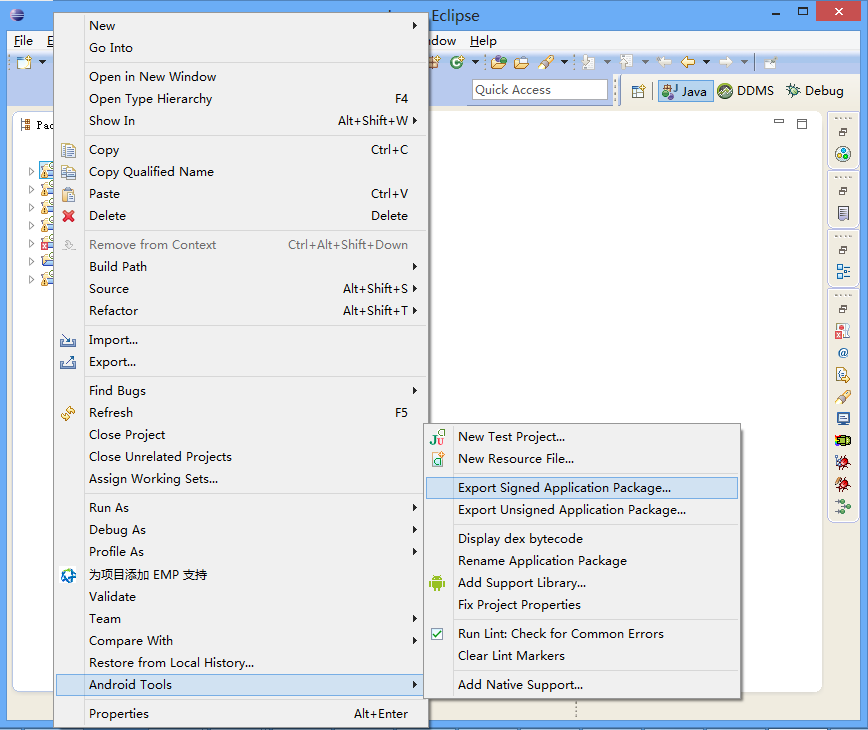 Eclipse
File
dow Help
Quick Access
Java
DDMS
Debug
New
Go Into
Open in New Window
Open Type Hierarchy F4
Show In Alt+Shift+W
Copy Ctrl+C
Copy Qualified Name
Paste Ctrl+V
Delete Delete
Remove from Context Ctrl+Alt+Shift+Down
Build Path
Source Alt+Shift+S
Refactor Alt+Shift+T
Import...
Export...
Find Bugs
Refresh F5
Close Project
Close Unrelated Projects
Assign Working Sets...
Run As
Debug As
Profile As
为项目添加 EMP 支持
Validate
Team
Compare With
Restore from Local History...
Android Tools
Properties Alt+Enter
New Test Project...
New Resource File...
Export Signed Application Package...
Export Unsigned Application Package...
Display dex bytecode
Rename Application Package
Add Support Library...
Fix Project Properties
Run Lint: Check for Common Errors
Clear Lint Markers
Add Native Support...